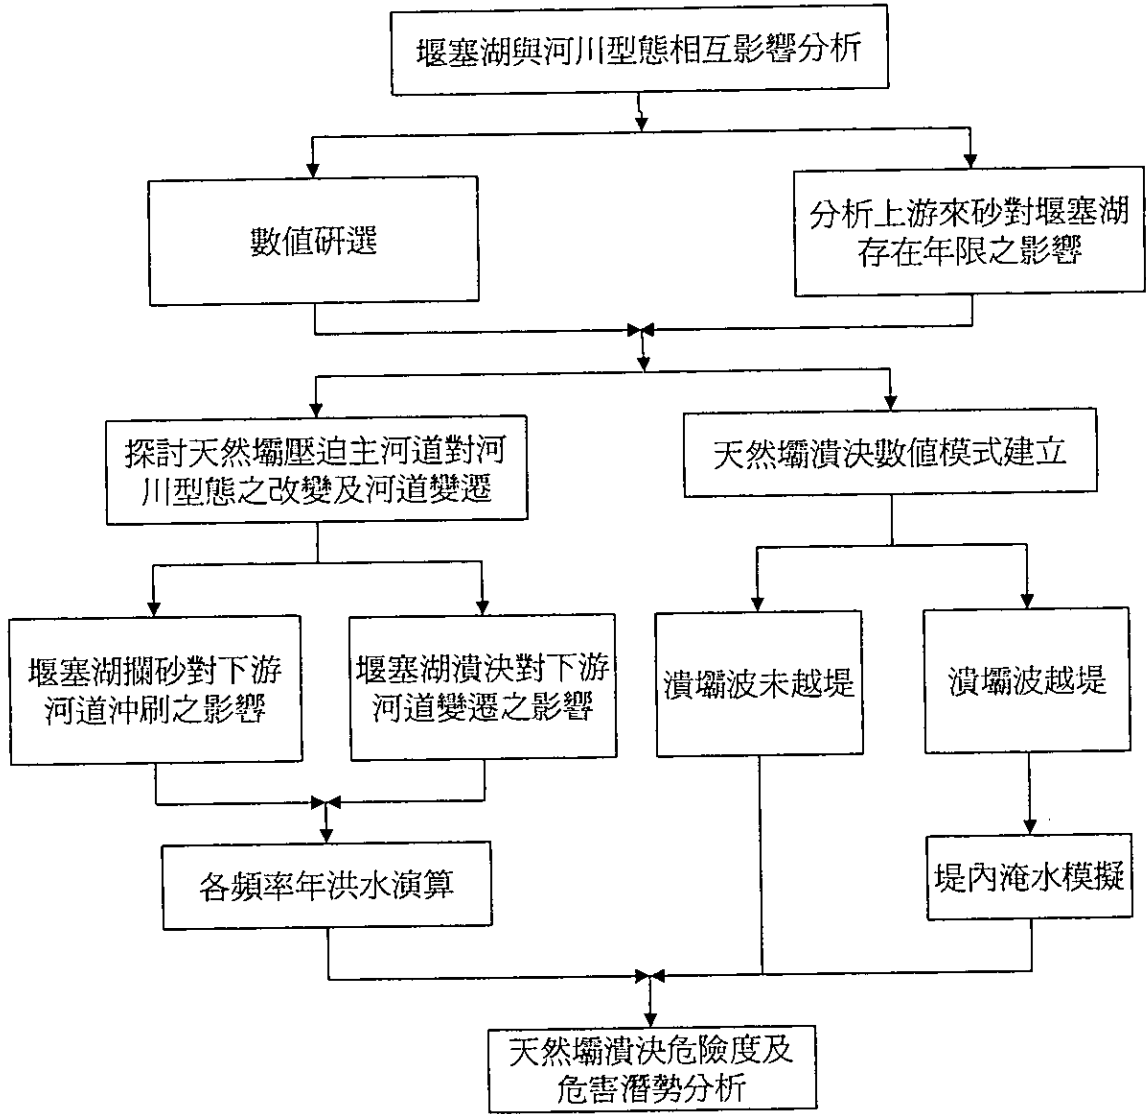 堰塞湖與河川型態相互影響分析
數值研選
分析上游來砂對堰塞湖
存在年限之影響
探討天然壩壓迫主河道對河
川型態之改變及河道變遷
天然壩潰決數值模式建立
堰塞湖攔砂對下游
河道沖刷之影響
堰塞湖潰決對下游
河道變遷之影響
潰壩波未越堤
潰壩波越堤
各頻率年洪水演算
堤內淹水模擬
天然壩潰決危險度及
危害潛勢分析